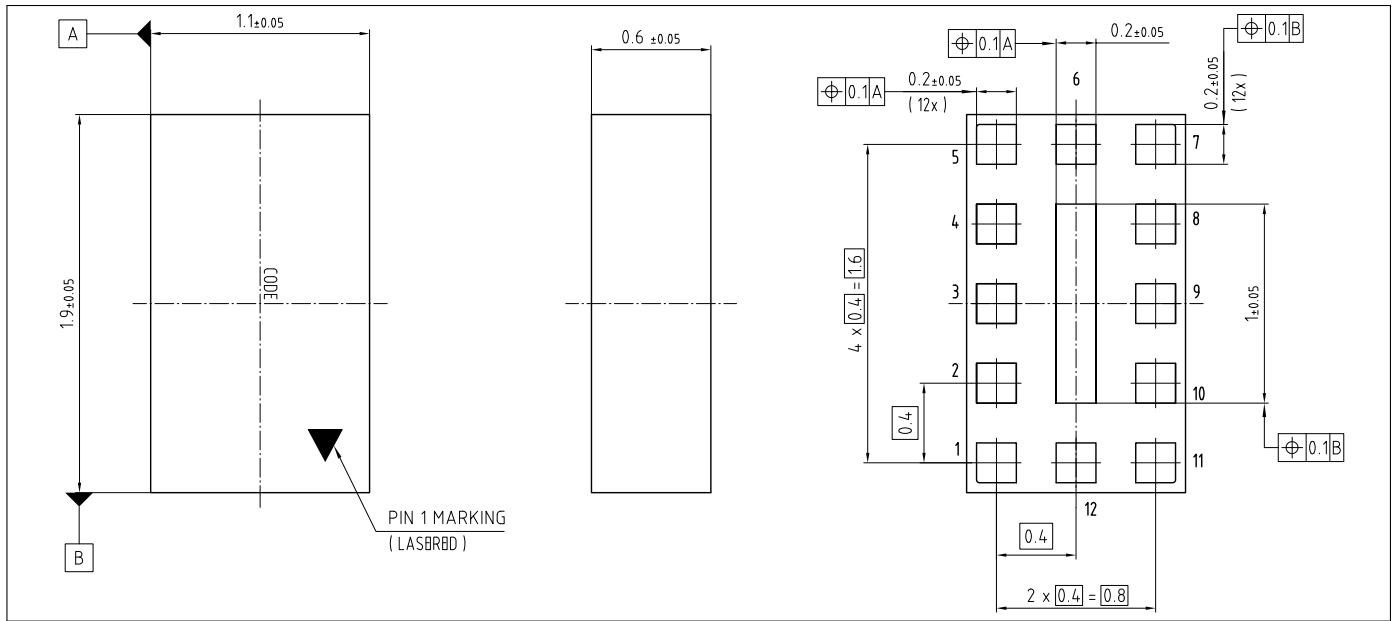 A
1.1±0.05
1.9±0.05
CODE
PIN 1 MARKING
( LASBRBD )
B
0.6 ±0.05
⌖ 0.1 A
0.2±0.05
⌖ 0.1 B
⌖ 0.1 A
0.2±0.05
( 12x )
0.2±0.05
( 12x )
6
5
7
4
8
3
9
2
10
1
11
12
4 x 0.4 = 1.6
0.4
1±0.05
⌖ 0.1 B
0.4
2 x 0.4 = 0.8